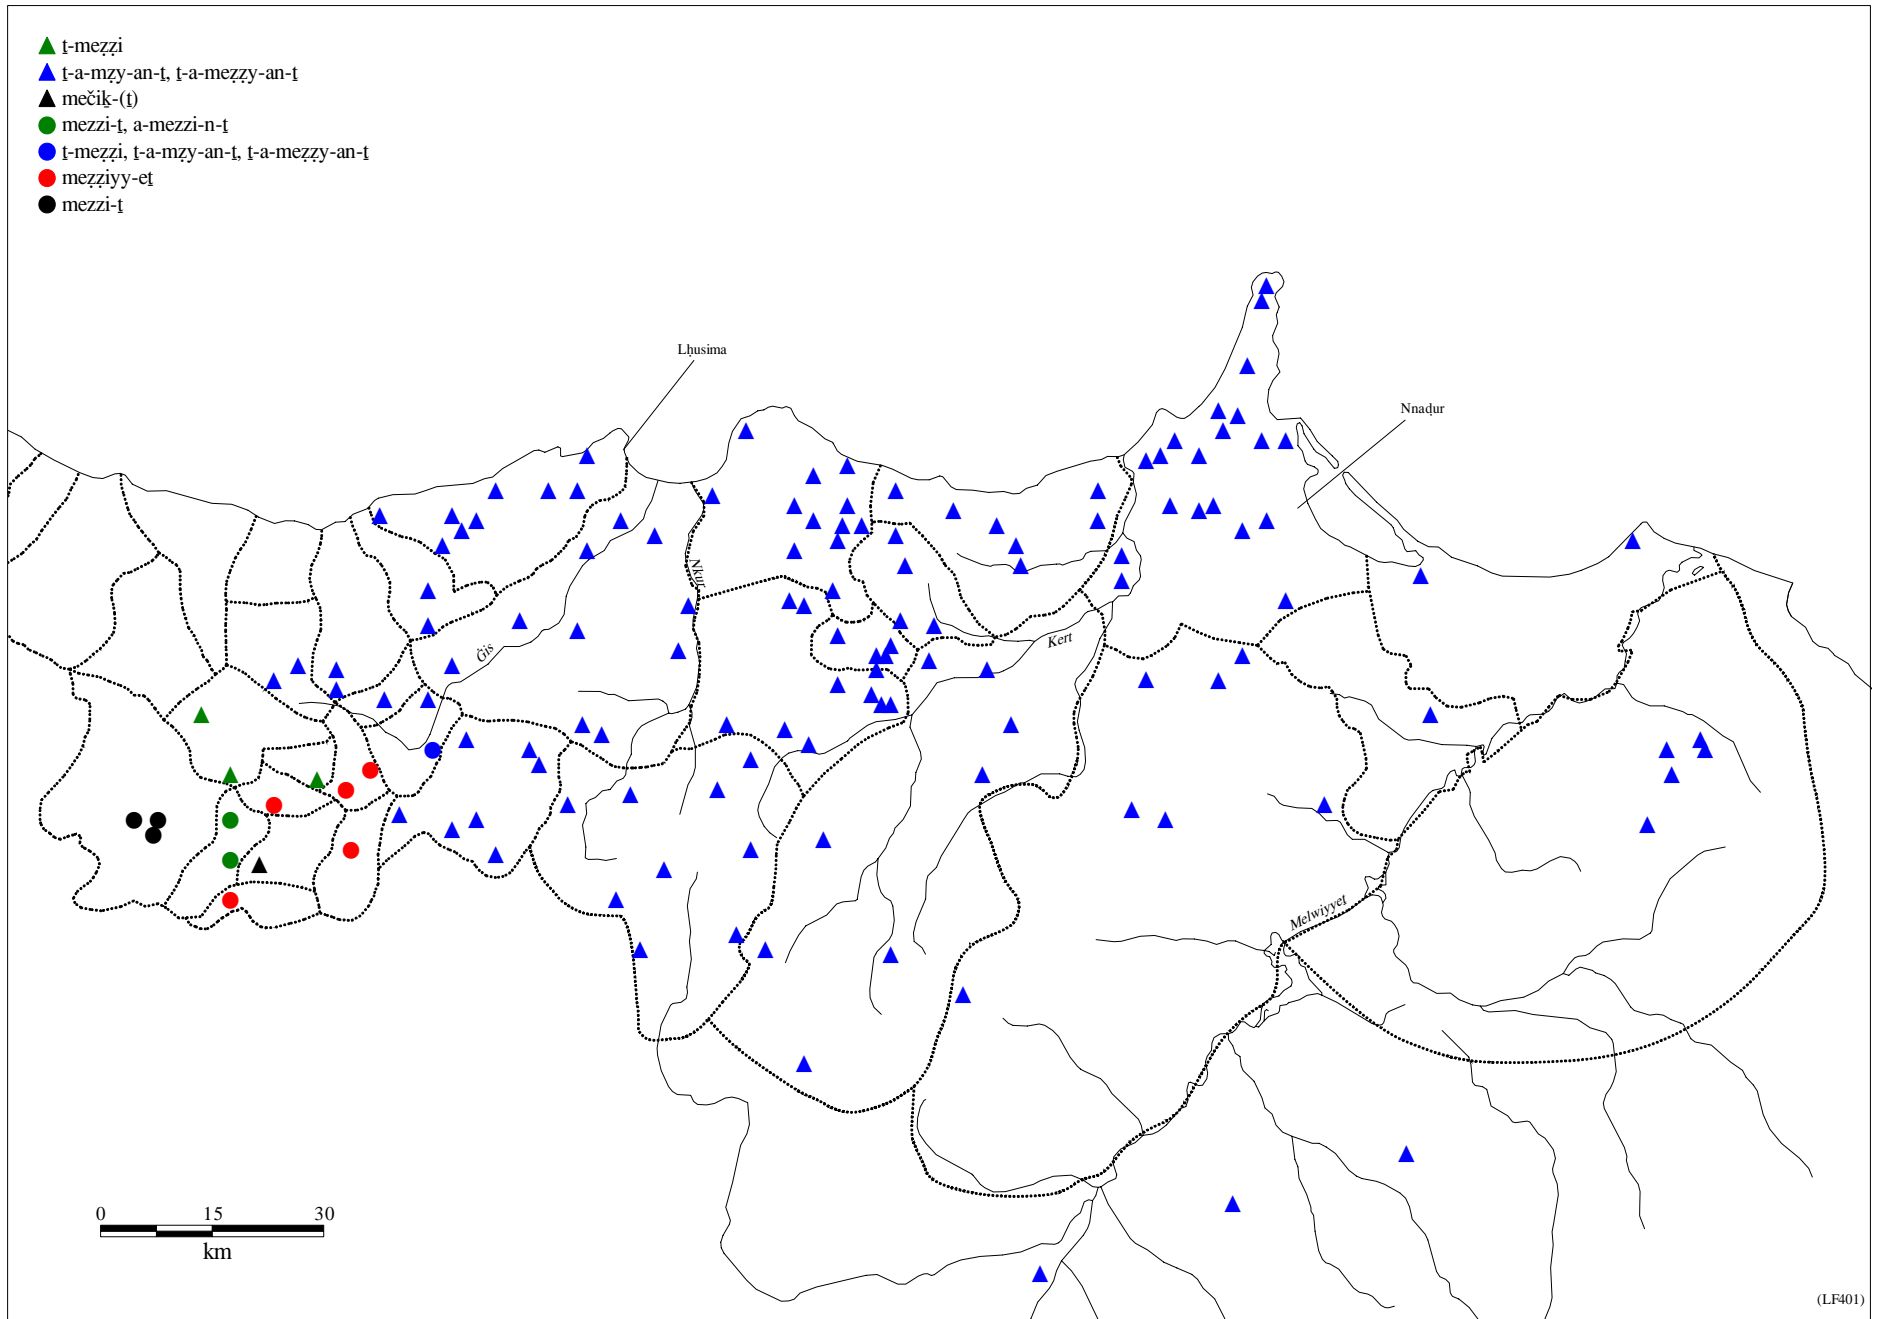 ṯ-meẓẓi
ṯ-a-mẓy-an-ṯ, ṯ-a-meẓẓy-an-ṯ
mečiḵ-(ṯ)
mezzi-ṯ, a-mezzi-n-ṯ
ṯ-meẓẓi, ṯ-a-mẓy-an-ṯ, ṯ-a-meẓẓy-an-ṯ
meẓẓiyy-eṯ
mezzi-ṯ
Lḥusima
Nnaḍur
Nkur
Ġis
Kert
Melwiyyet
0 15 30
km
(LF401)